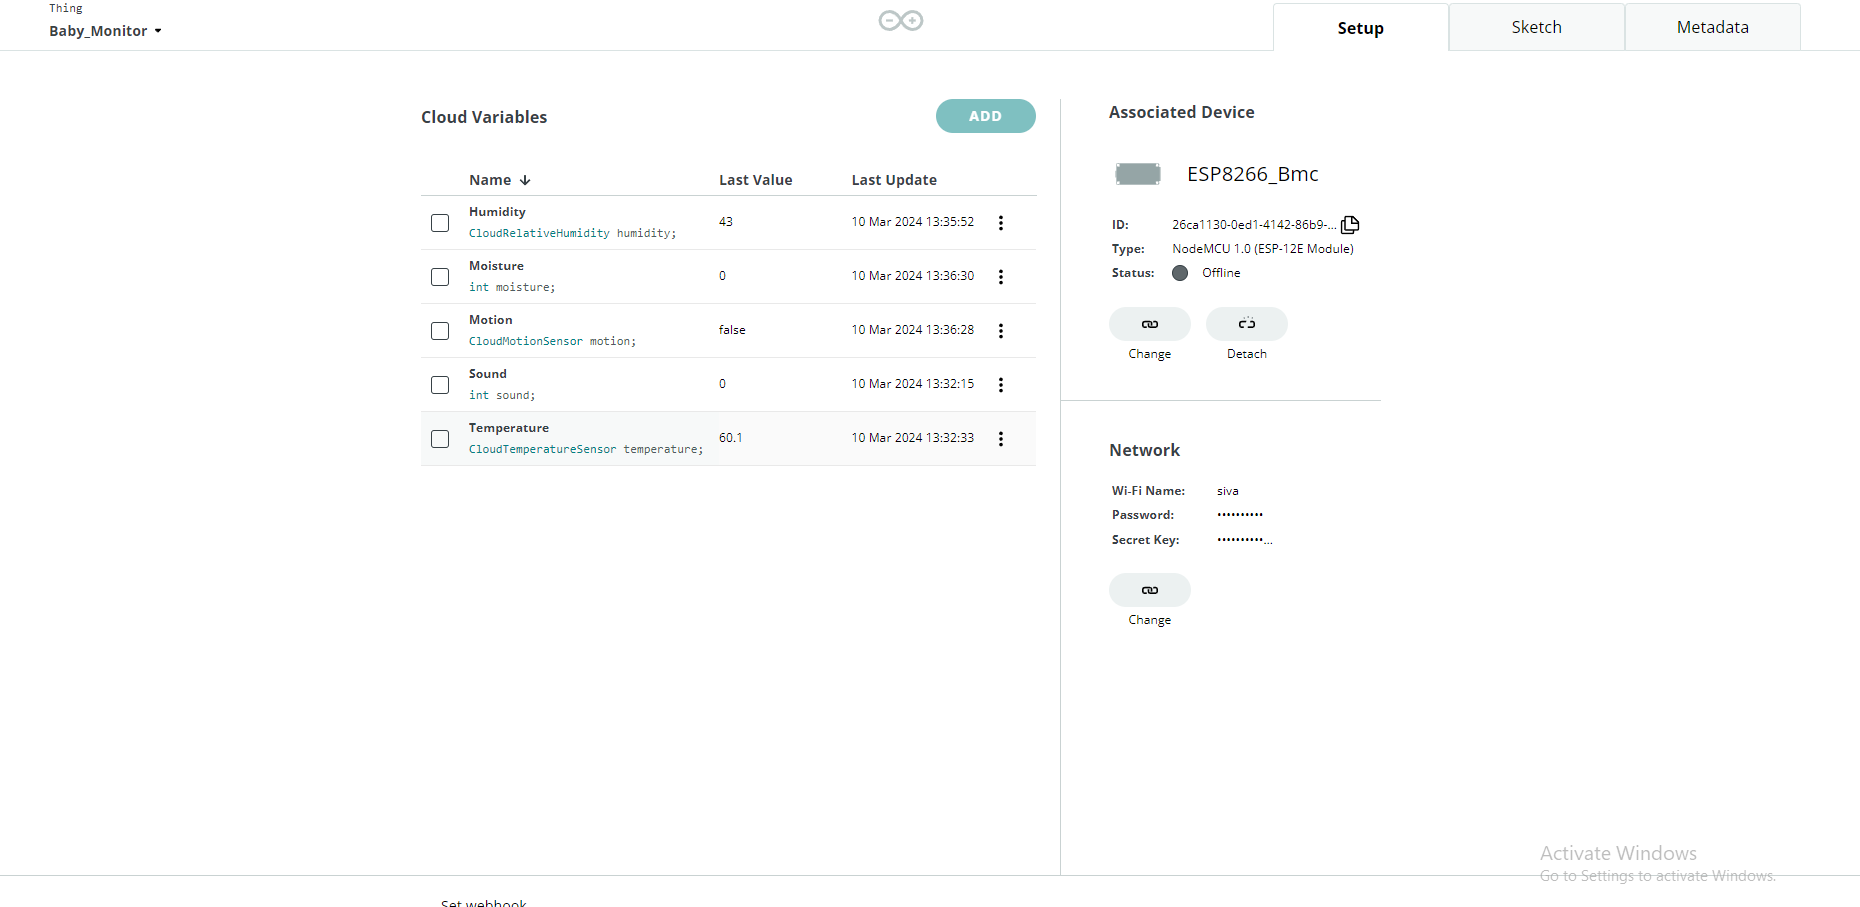 Thing
Baby_Monitor
Setup
Sketch
Metadata
Cloud Variables
ADD
Name Last Value Last Update
Humidity
CloudRelativeHumidity humidity;
43
10 Mar 2024 13:35:52
Moisture
int moisture;
0
10 Mar 2024 13:36:30
Motion
CloudMotionSensor motion;
false
10 Mar 2024 13:36:28
Sound
int sound;
0
10 Mar 2024 13:32:15
Temperature
CloudTemperatureSensor temperature;
60.1
10 Mar 2024 13:32:33
Associated Device
ESP8266_Bmc
ID: 26ca1130-0ed1-4142-86b9-...
Type: NodeMCU 1.0 (ESP-12E Module)
Status: Offline
Change
Detach
Network
Wi-Fi Name: siva
Password: ••••••••••
Secret Key: ••••••••••...
Change
Activate Windows
Go to Settings to activate Windows.
Set webhook